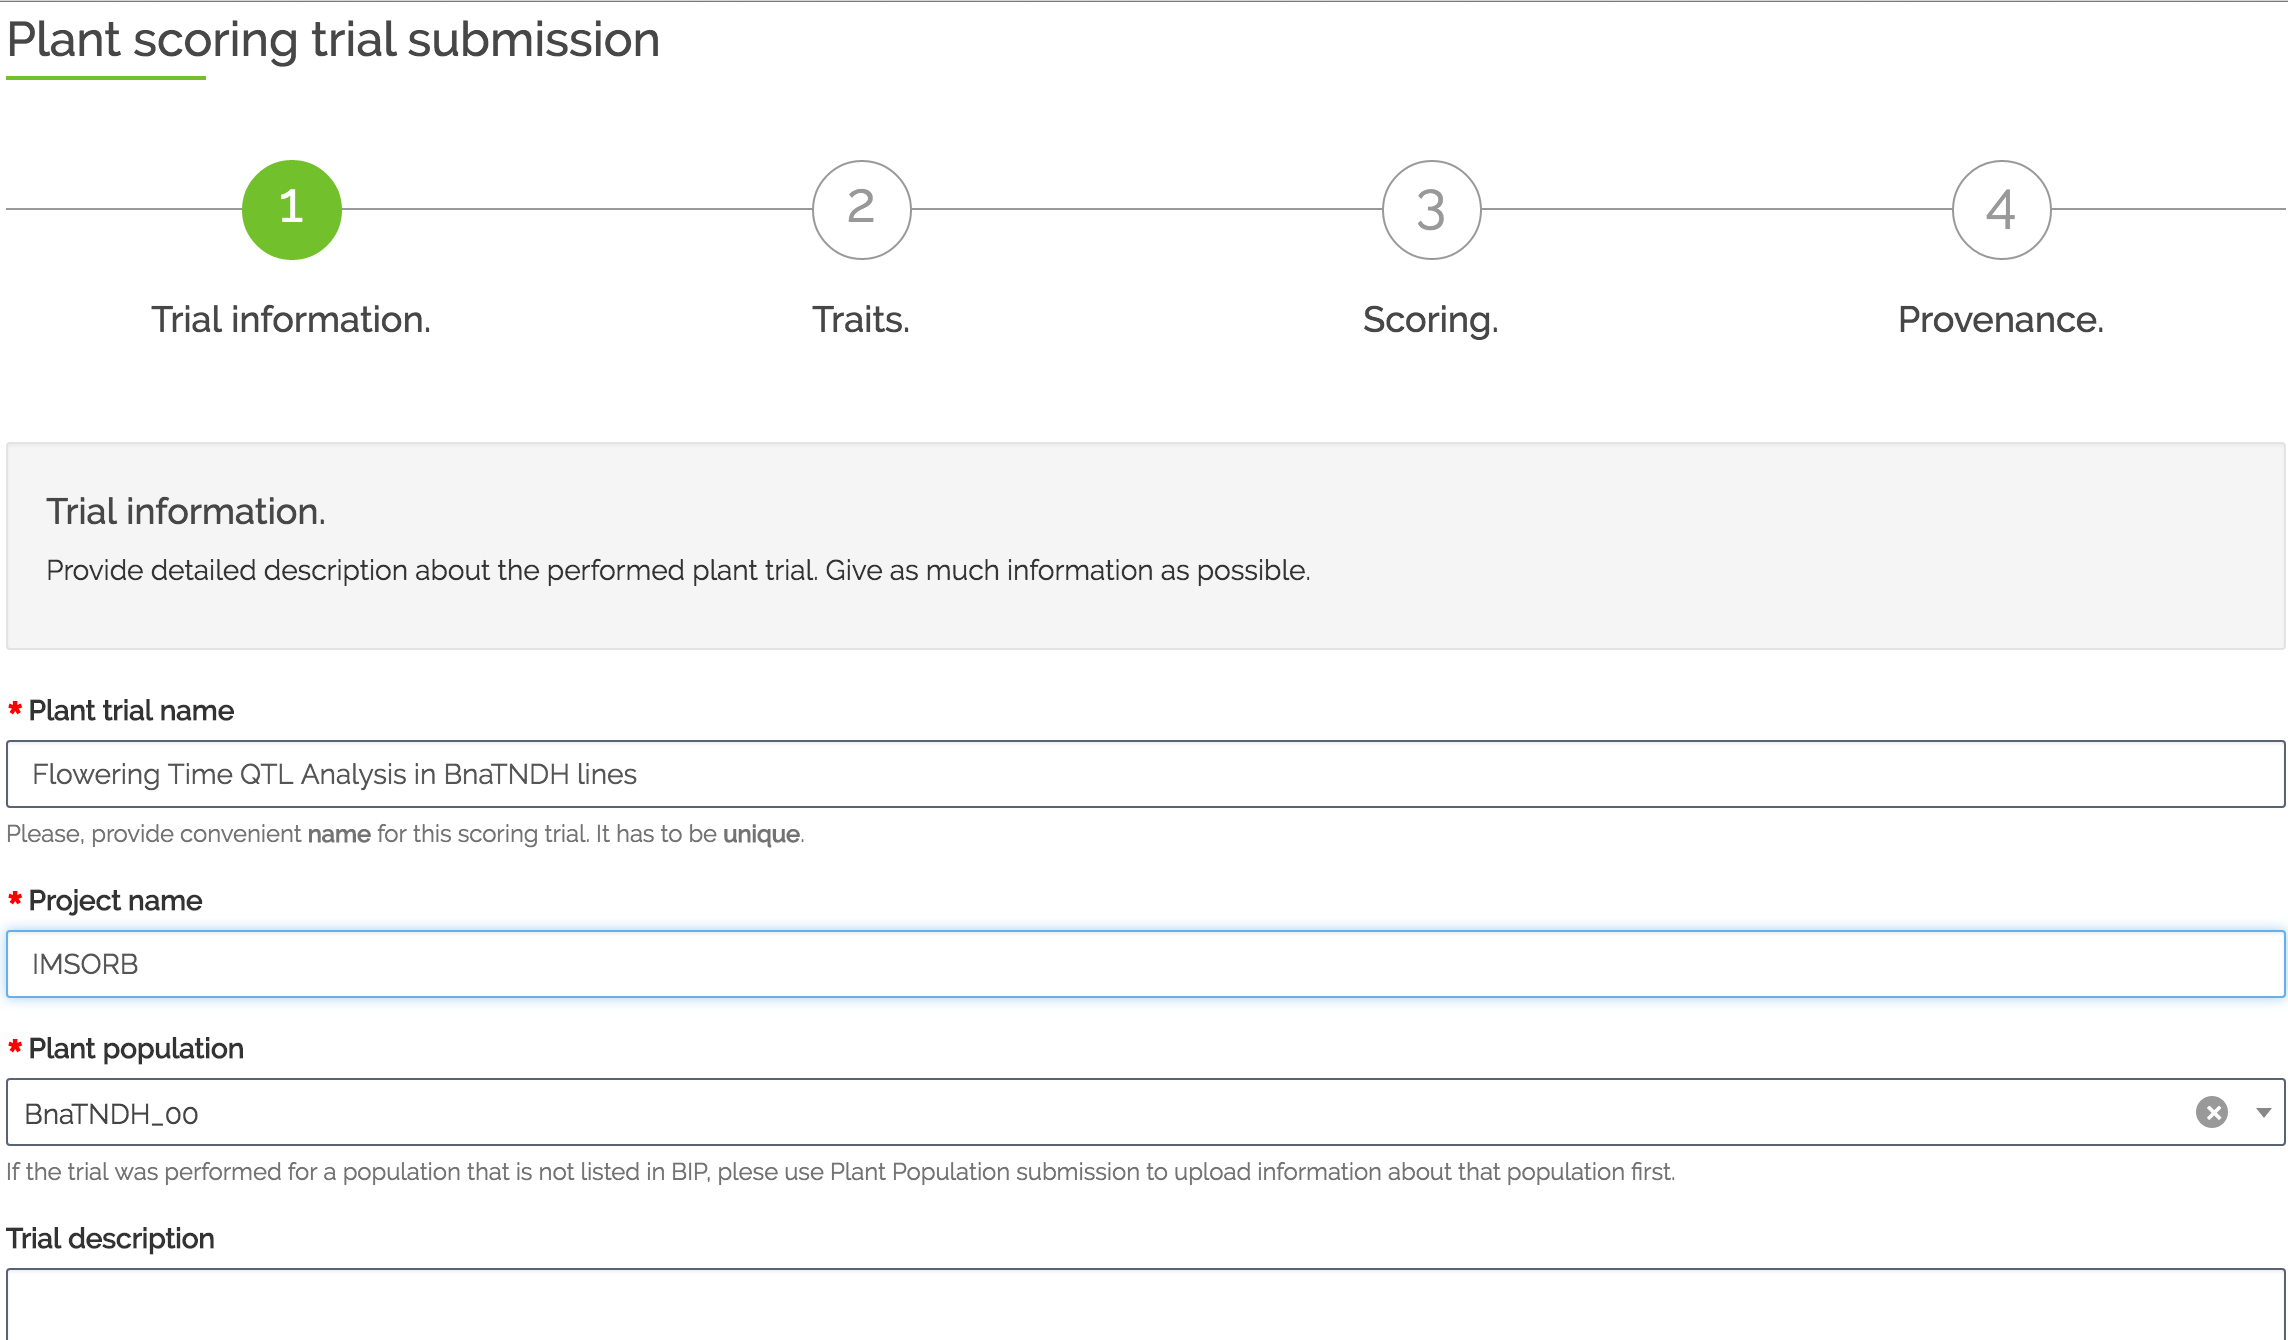 Plant scoring trial submission
1
2
3
4
Trial information.
Traits.
Scoring.
Provenance.
Trial information.
Provide detailed description about the performed plant trial. Give as much information as possible.
* Plant trial name
Flowering Time QTL Analysis in BnaTNDH lines
Please, provide convenient name for this scoring trial. It has to be unique.
* Project name
IMSORB
* Plant population
BnaTNDH_00
If the trial was performed for a population that is not listed in BIP, plese use Plant Population submission to upload information about that population first.
Trial description